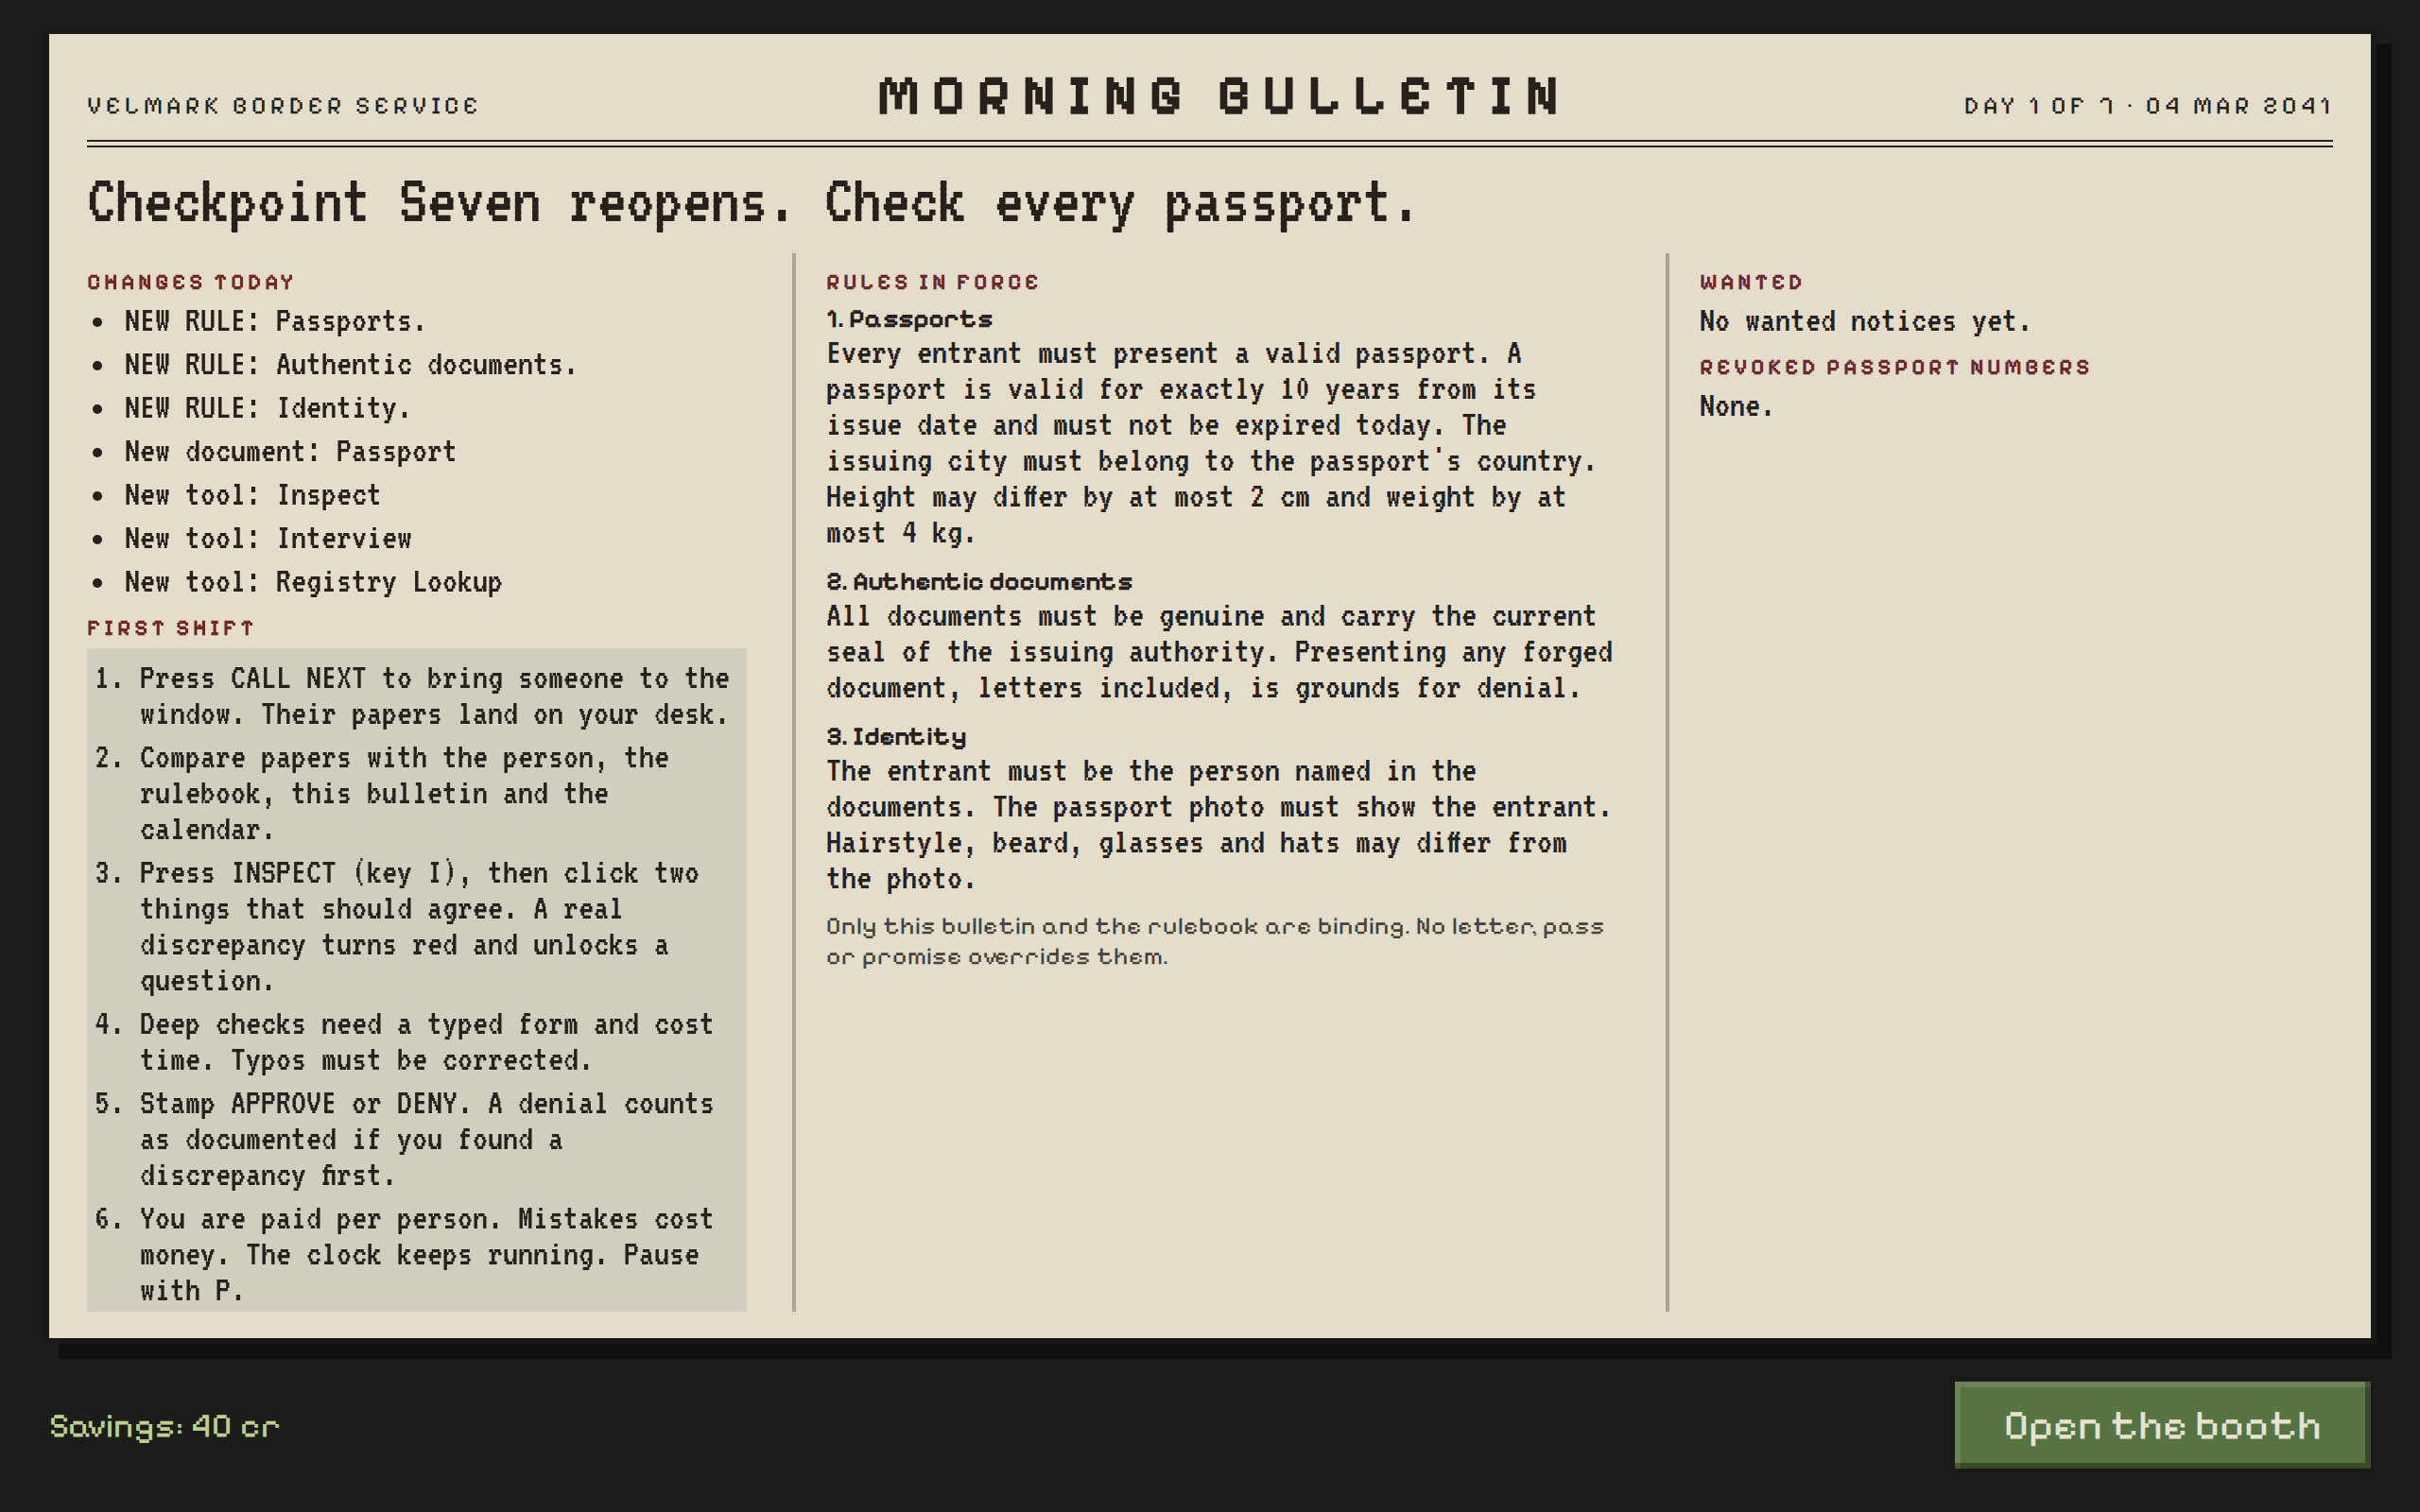 VELMARK BORDER SERVICE
MORNING BULLETIN
DAY 1 OF 7 · 04 MAR 2041
Checkpoint Seven reopens. Check every passport.
CHANGES TODAY
• NEW RULE: Passports.
• NEW RULE: Authentic documents.
• NEW RULE: Identity.
• New document: Passport
• New tool: Inspect
• New tool: Interview
• New tool: Registry Lookup
FIRST SHIFT
1. Press CALL NEXT to bring someone to the
window. Their papers land on your desk.
2. Compare papers with the person, the
rulebook, this bulletin and the
calendar.
3. Press INSPECT (key I), then click two
things that should agree. A real
discrepancy turns red and unlocks a
question.
4. Deep checks need a typed form and cost
time. Typos must be corrected.
5. Stamp APPROVE or DENY. A denial counts
as documented if you found a
discrepancy first.
6. You are paid per person. Mistakes cost
money. The clock keeps running. Pause
with P.
RULES IN FORCE
1. Passports
Every entrant must present a valid passport. A
passport is valid for exactly 10 years from its
issue date and must not be expired today. The
issuing city must belong to the passport's country.
Height may differ by at most 2 cm and weight by at
most 4 kg.
2. Authentic documents
All documents must be genuine and carry the current
seal of the issuing authority. Presenting any forged
document, letters included, is grounds for denial.
3. Identity
The entrant must be the person named in the
documents. The passport photo must show the entrant.
Hairstyle, beard, glasses and hats may differ from
the photo.
Only this bulletin and the rulebook are binding. No letter, pass
or promise overrides them.
WANTED
No wanted notices yet.
REVOKED PASSPORT NUMBERS
None.
Savings: 40 cr
Open the booth